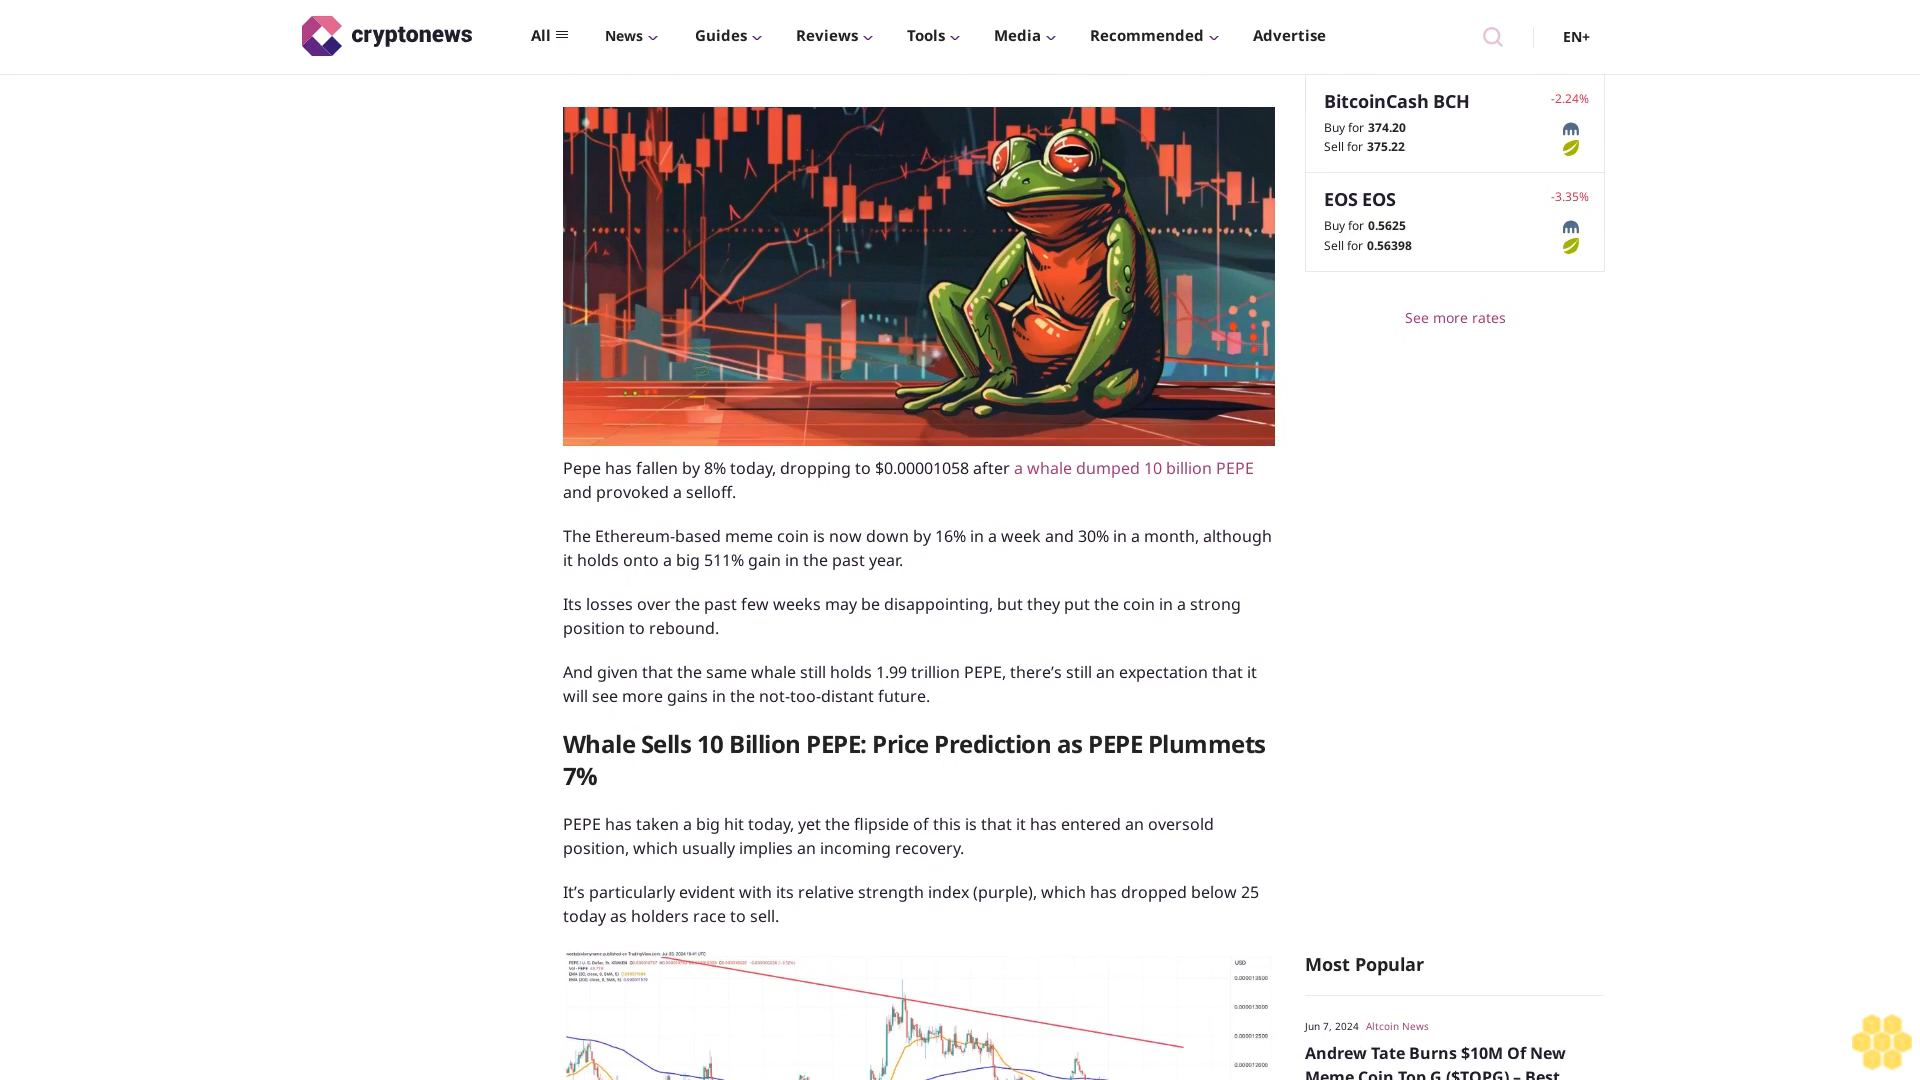 cryptonews
All
News
Guides
Reviews
Tools
Media
Recommended
Advertise
EN+
BitcoinCash BCH
-2.24%
Buy for 374.20
Sell for 375.22
EOS EOS
-3.35%
Buy for 0.5625
Sell for 0.56398
See more rates
Pepe has fallen by 8% today, dropping to $0.00001058 after a whale dumped 10 billion PEPE
and provoked a selloff.
The Ethereum-based meme coin is now down by 16% in a week and 30% in a month, although
it holds onto a big 511% gain in the past year.
Its losses over the past few weeks may be disappointing, but they put the coin in a strong
position to rebound.
And given that the same whale still holds 1.99 trillion PEPE, there’s still an expectation that it
will see more gains in the not-too-distant future.
Whale Sells 10 Billion PEPE: Price Prediction as PEPE Plummets
7%
PEPE has taken a big hit today, yet the flipside of this is that it has entered an oversold
position, which usually implies an incoming recovery.
It’s particularly evident with its relative strength index (purple), which has dropped below 25
today as holders race to sell.
USD
0.000013500
0.000013000
0.000012500
0.000012000
Most Popular
Jun 7, 2024 Altcoin News
Andrew Tate Burns $10M Of New
Meme Coin Top G ($TOPG) – Best